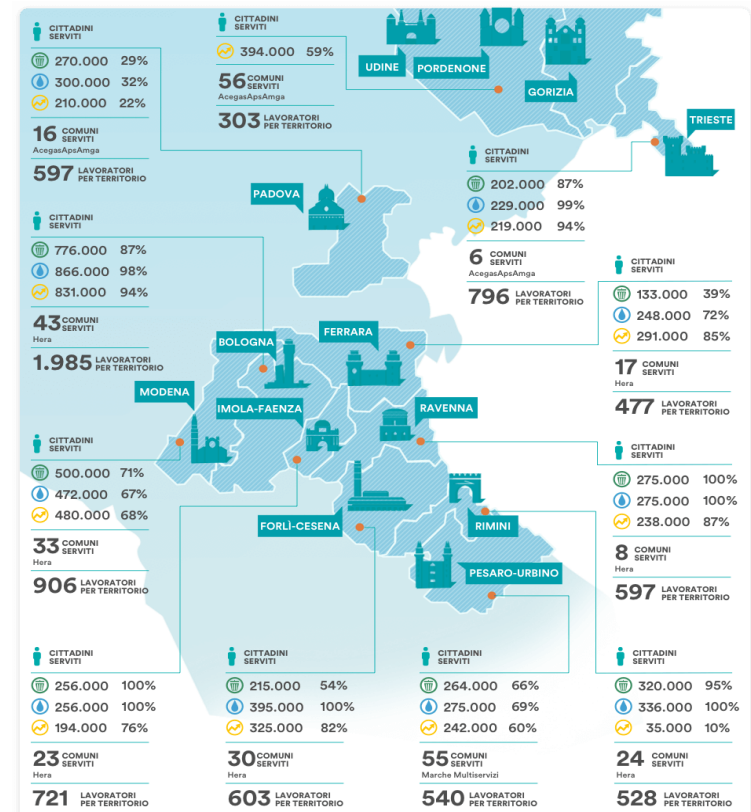 CITTADINI
SERVITI
270.000 29%
300.000 32%
210.000 22%
16 COMUNI
SERVITI
AcegasApsAmga
597 LAVORATORI
PER TERRITORIO
CITTADINI
SERVITI
394.000 59%
56 COMUNI
SERVITI
AcegasApsAmga
303 LAVORATORI
PER TERRITORIO
UDINE
PORDENONE
GORIZIA
TRIESTE
CITTADINI
SERVITI
202.000 87%
229.000 99%
219.000 94%
6 COMUNI
SERVITI
AcegasApsAmga
796 LAVORATORI
PER TERRITORIO
PADOVA
CITTADINI
SERVITI
776.000 87%
866.000 98%
831.000 94%
43 COMUNI
SERVITI
Hera
1.985 LAVORATORI
PER TERRITORIO
CITTADINI
SERVITI
133.000 39%
248.000 72%
291.000 85%
17 COMUNI
SERVITI
Hera
477 LAVORATORI
PER TERRITORIO
FERRARA
BOLOGNA
MODENA
IMOLA-FAENZA
RAVENNA
CITTADINI
SERVITI
500.000 71%
472.000 67%
480.000 68%
33 COMUNI
SERVITI
Hera
906 LAVORATORI
PER TERRITORIO
CITTADINI
SERVITI
275.000 100%
275.000 100%
238.000 87%
8 COMUNI
SERVITI
Hera
597 LAVORATORI
PER TERRITORIO
FORLÌ-CESENA
RIMINI
PESARO-URBINO
CITTADINI
SERVITI
256.000 100%
256.000 100%
194.000 76%
23 COMUNI
SERVITI
Hera
721 LAVORATORI
PER TERRITORIO
CITTADINI
SERVITI
215.000 54%
395.000 100%
325.000 82%
30 COMUNI
SERVITI
Hera
603 LAVORATORI
PER TERRITORIO
CITTADINI
SERVITI
264.000 66%
275.000 69%
242.000 60%
55 COMUNI
SERVITI
Marche Multiservizi
540 LAVORATORI
PER TERRITORIO
CITTADINI
SERVITI
320.000 95%
336.000 100%
35.000 10%
24 COMUNI
SERVITI
Hera
528 LAVORATORI
PER TERRITORIO